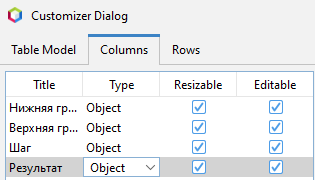 Customizer Dialog
Table Model Columns Rows
Title Type Resizable Editable
Нижняя гр... Object
Верхняя гр... Object
Шаг Object
Результат Object